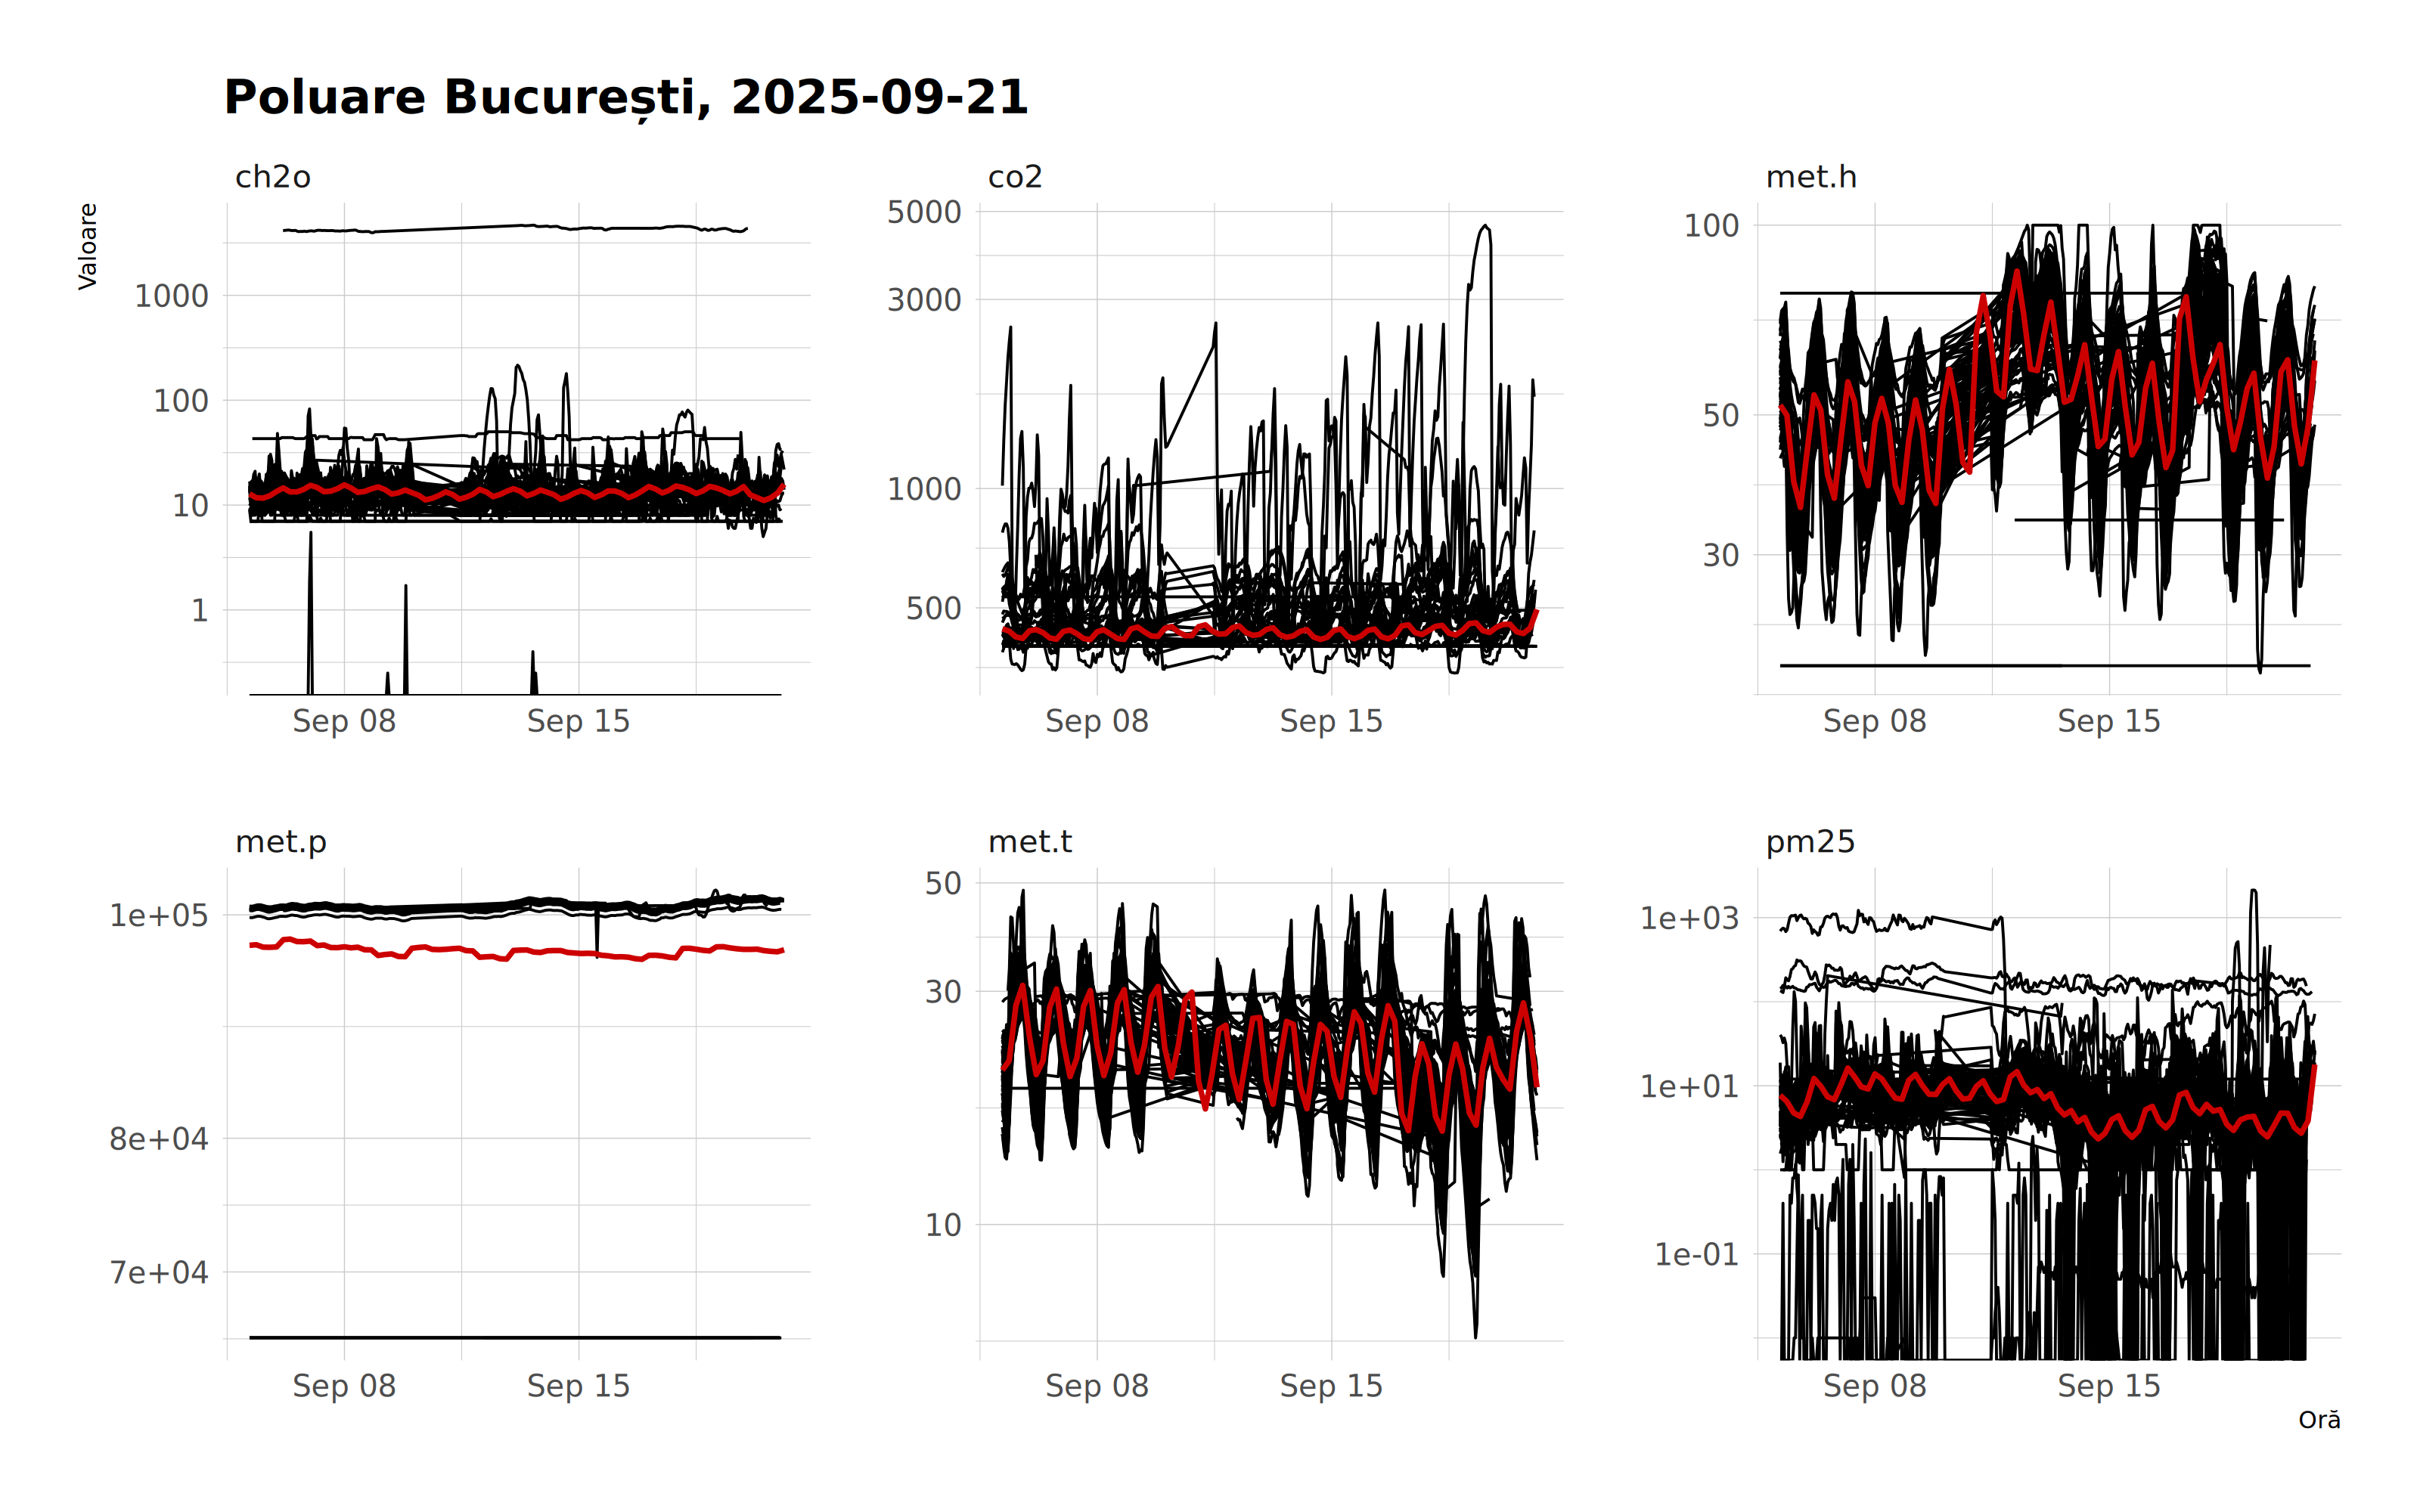 Poluare București, 2025-09-21
Valoare
ch2o
1000
100
10
1
Sep 08 Sep 15
co2
5000
3000
1000
500
Sep 08 Sep 15
met.h
100
50
30
Sep 08 Sep 15
met.p
1e+05
8e+04
7e+04
Sep 08 Sep 15
met.t
50
30
10
Sep 08 Sep 15
pm25
1e+03
1e+01
1e-01
Sep 08 Sep 15
Oră